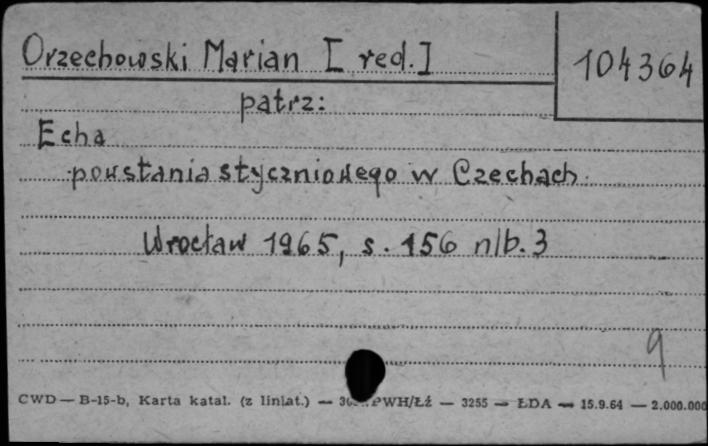 Orzechowski Marian [red.]
104364
patrz:
Echa
powstania styczniowego w Czechach
Wrocław 1965, s. 156 nlb. 3
9
CWD — B-15-b, Karta katal. (z liniat.) — PWH/Łź — 3255 — ŁDA — 15.9.64 — 2.000.000